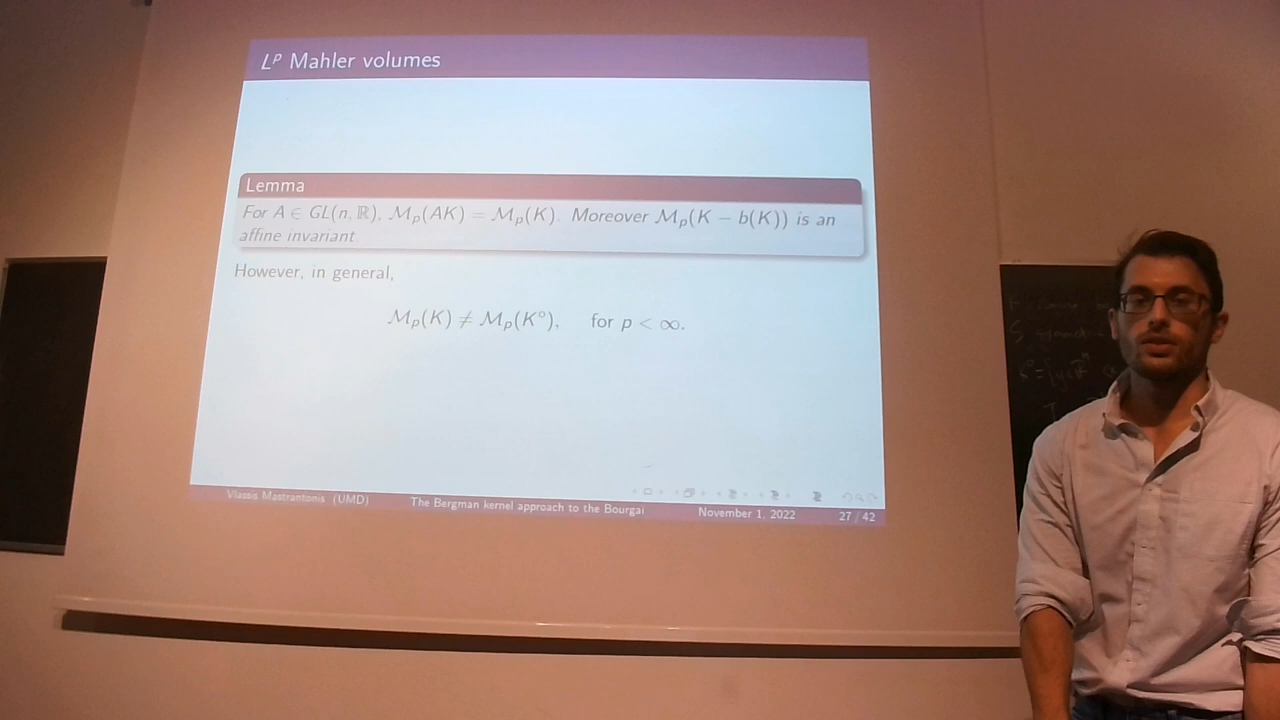 L^p Mahler volumes
Lemma
For A ∈ GL(n, ℝ), ℳ_p(AK) = ℳ_p(K). Moreover ℳ_p(K − b(K)) is an
affine invariant.
However, in general,
ℳ_p(K) ≠ ℳ_p(K°), for p < ∞.
Vlassis Mastrantonis (UMD) The Bergman kernel approach to the Bourgai November 1, 2022 27 / 42